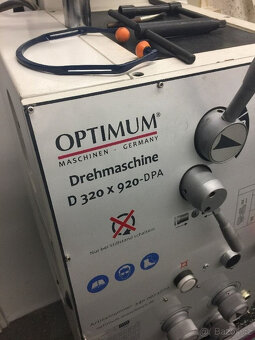 OPTIMUM®
MASCHINEN - GERMANY
Drehmaschine
D 320 x 920-DPA
Nur bei Stillstand schalten!